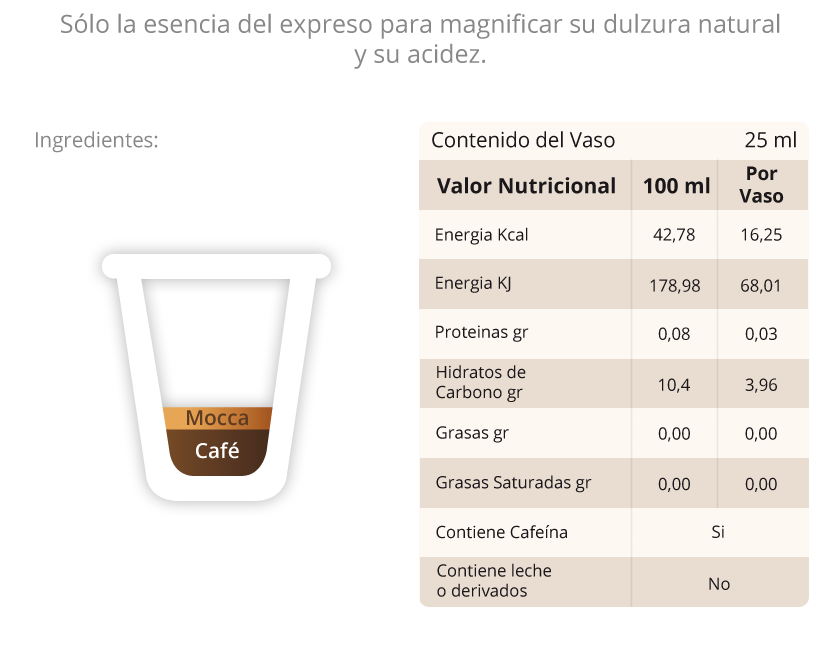 Sólo la esencia del expreso para magnificar su dulzura natural
y su acidez.
Ingredientes:
Mocca
Café
Contenido del Vaso 25 ml
Valor Nutricional 100 ml Por Vaso
Energia Kcal 42,78 16,25
Energia KJ 178,98 68,01
Proteinas gr 0,08 0,03
Hidratos de
Carbono gr 10,4 3,96
Grasas gr 0,00 0,00
Grasas Saturadas gr 0,00 0,00
Contiene Cafeína Si
Contiene leche
o derivados No